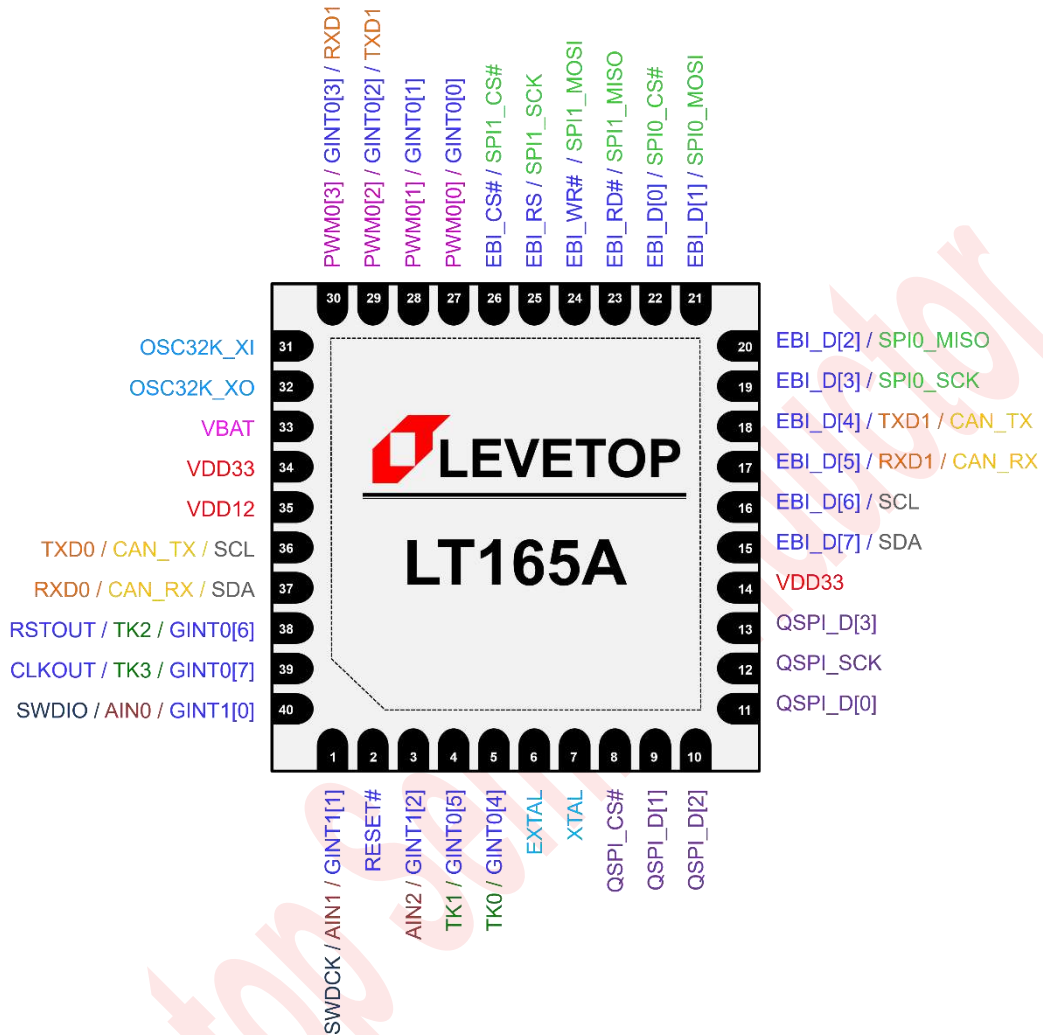 PWM0[3] / GINT0[3] / RXD1
PWM0[2] / GINT0[2] / TXD1
PWM0[1] / GINT0[1]
PWM0[0] / GINT0[0]
EBI_CS# / SPI1_CS#
EBI_RS / SPI1_SCK
EBI_WR# / SPI1_MOSI
EBI_RD# / SPI1_MISO
EBI_D[0] / SPI0_CS#
EBI_D[1] / SPI0_MOSI
30 29 28 27 26 25 24 23 22 21
OSC32K_XI 31
OSC32K_XO 32
VBAT 33
VDD33 34
VDD12 35
TXD0 / CAN_TX / SCL 36
RXD0 / CAN_RX / SDA 37
RSTOUT / TK2 / GINT0[6] 38
CLKOUT / TK3 / GINT0[7] 39
SWDIO / AIN0 / GINT1[0] 40
LEVETOP
LT165A
20 EBI_D[2] / SPI0_MISO
19 EBI_D[3] / SPI0_SCK
18 EBI_D[4] / TXD1 / CAN_TX
17 EBI_D[5] / RXD1 / CAN_RX
16 EBI_D[6] / SCL
15 EBI_D[7] / SDA
14 VDD33
13 QSPI_D[3]
12 QSPI_SCK
11 QSPI_D[0]
1 2 3 4 5 6 7 8 9 10
SWDCK / AIN1 / GINT1[1]
RESET#
AIN2 / GINT1[2]
TK1 / GINT0[5]
TK0 / GINT0[4]
EXTAL
XTAL
QSPI_CS#
QSPI_D[1]
QSPI_D[2]